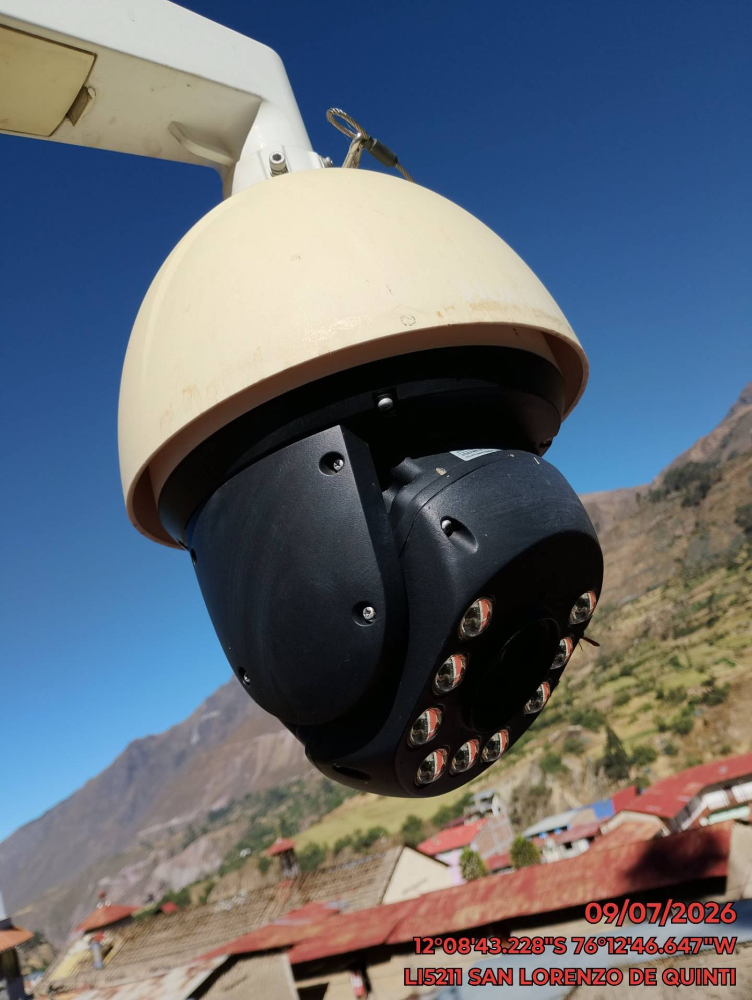 09/07/2026
12°08'43.228"S 76°12'46.647"W
LI5211 SAN LORENZO DE QUINTI